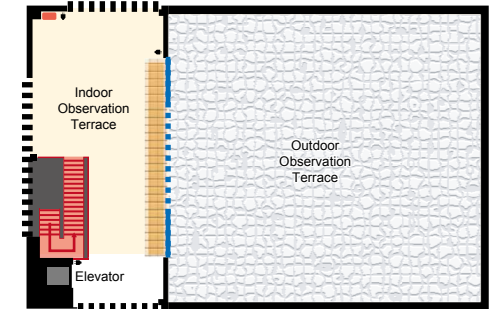 Indoor
Observation
Terrace
Outdoor
Observation
Terrace
Elevator